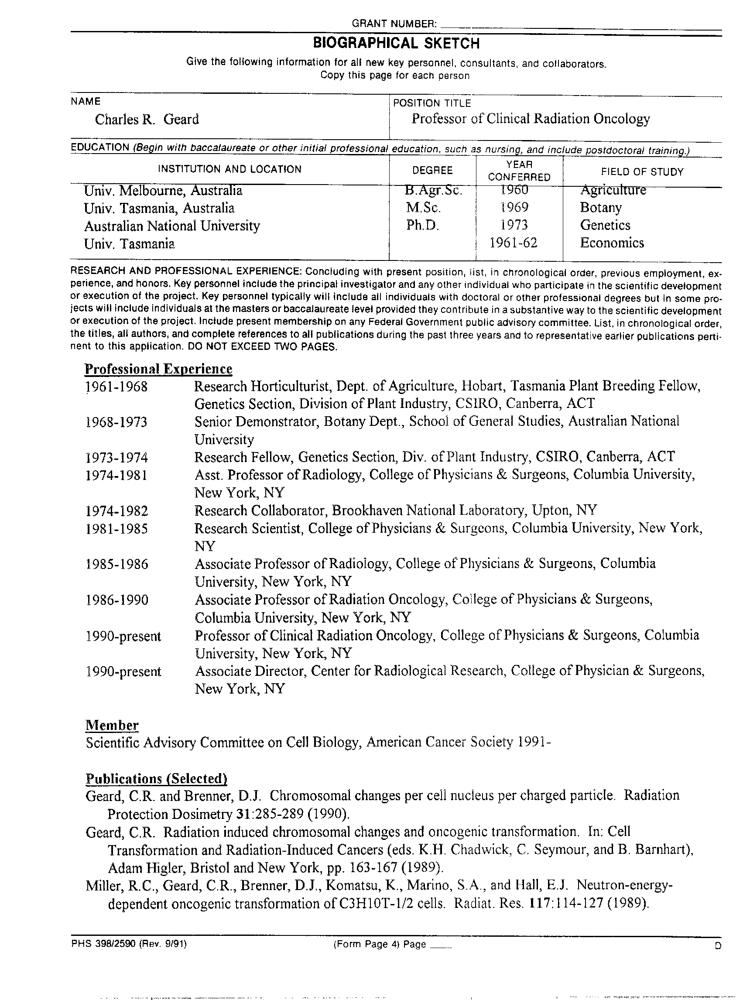 GRANT NUMBER:
BIOGRAPHICAL SKETCH
Give the following information for all new key personnel, consultants, and collaborators.
Copy this page for each person
NAME POSITION TITLE
Charles R. Geard Professor of Clinical Radiation Oncology
EDUCATION (Begin with baccalaureate or other initial professional education, such as nursing, and include postdoctoral training.)
INSTITUTION AND LOCATION DEGREE YEAR CONFERRED FIELD OF STUDY
Univ. Melbourne, Australia B.Agr.Sc. 1960 Agriculture
Univ. Tasmania, Australia M.Sc. 1969 Botany
Australian National University Ph.D. 1973 Genetics
Univ. Tasmania 1961-62 Economics
RESEARCH AND PROFESSIONAL EXPERIENCE: Concluding with present position, list, in chronological order, previous employment, ex-
perience, and honors. Key personnel include the principal investigator and any other individual who participate in the scientific development
or execution of the project. Key personnel typically will include all individuals with doctoral or other professional degrees but in some pro-
jects will include individuals at the masters or baccalaureate level provided they contribute in a substantive way to the scientific development
or execution of the project. Include present membership on any Federal Government public advisory committee. List, in chronological order,
the titles, all authors, and complete references to all publications during the past three years and to representative earlier publications perti-
nent to this application. DO NOT EXCEED TWO PAGES.
Professional Experience
1961-1968 Research Horticulturist, Dept. of Agriculture, Hobart, Tasmania Plant Breeding Fellow,
Genetics Section, Division of Plant Industry, CSIRO, Canberra, ACT
1968-1973 Senior Demonstrator, Botany Dept., School of General Studies, Australian National
University
1973-1974 Research Fellow, Genetics Section, Div. of Plant Industry, CSIRO, Canberra, ACT
1974-1981 Asst. Professor of Radiology, College of Physicians & Surgeons, Columbia University,
New York, NY
1974-1982 Research Collaborator, Brookhaven National Laboratory, Upton, NY
1981-1985 Research Scientist, College of Physicians & Surgeons, Columbia University, New York,
NY
1985-1986 Associate Professor of Radiology, College of Physicians & Surgeons, Columbia
University, New York, NY
1986-1990 Associate Professor of Radiation Oncology, College of Physicians & Surgeons,
Columbia University, New York, NY
1990-present Professor of Clinical Radiation Oncology, College of Physicians & Surgeons, Columbia
University, New York, NY
1990-present Associate Director, Center for Radiological Research, College of Physician & Surgeons,
New York, NY
Member
Scientific Advisory Committee on Cell Biology, American Cancer Society 1991-
Publications (Selected)
Geard, C.R. and Brenner, D.J. Chromosomal changes per cell nucleus per charged particle. Radiation
Protection Dosimetry 31:285-289 (1990).
Geard, C.R. Radiation induced chromosomal changes and oncogenic transformation. In: Cell
Transformation and Radiation-Induced Cancers (eds. K.H. Chadwick, C. Seymour, and B. Barnhart),
Adam Higler, Bristol and New York, pp. 163-167 (1989).
Miller, R.C., Geard, C.R., Brenner, D.J., Komatsu, K., Marino, S.A., and Hall, E.J. Neutron-energy-
dependent oncogenic transformation of C3H10T-1/2 cells. Radiat. Res. 117:114-127 (1989).
PHS 398/2590 (Rev. 9/91) (Form Page 4) Page D